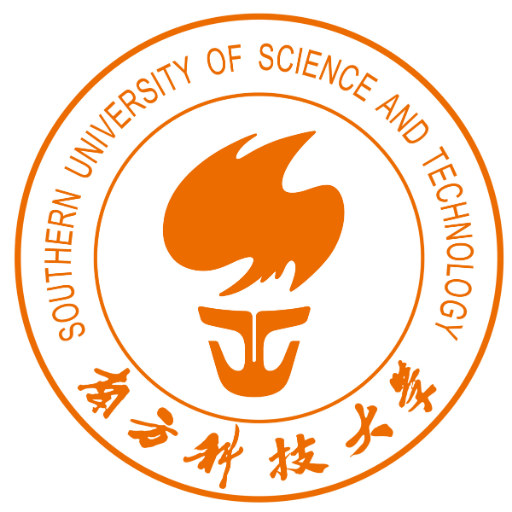 SOUTHERN UNIVERSITY OF SCIENCE AND TECHNOLOGY
南方科技大学